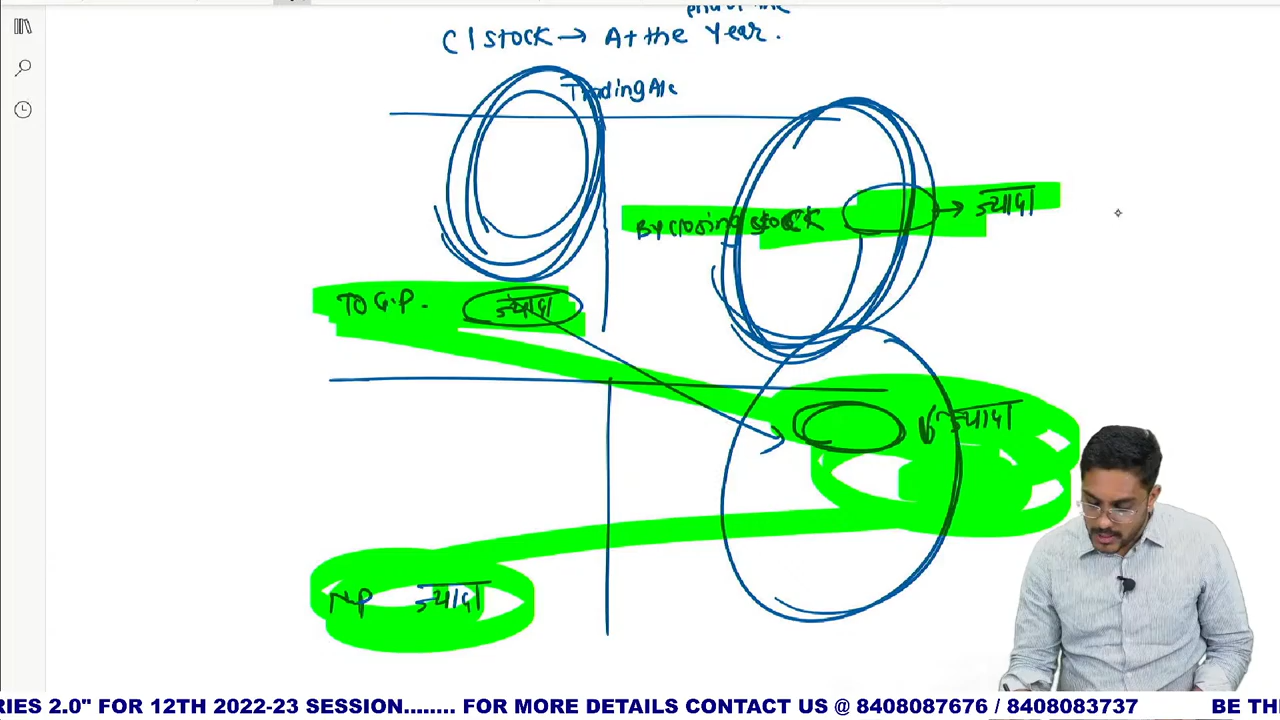 Cl stock → At the Year.
Trading A/c
By closing stock → ज्यादा
To G.P. ज्यादा
ज्यादा
N.P ज्यादा
RIES 2.0" FOR 12TH 2022-23 SESSION........ FOR MORE DETAILS CONTACT US @ 8408087676 / 8408083737 BE TH